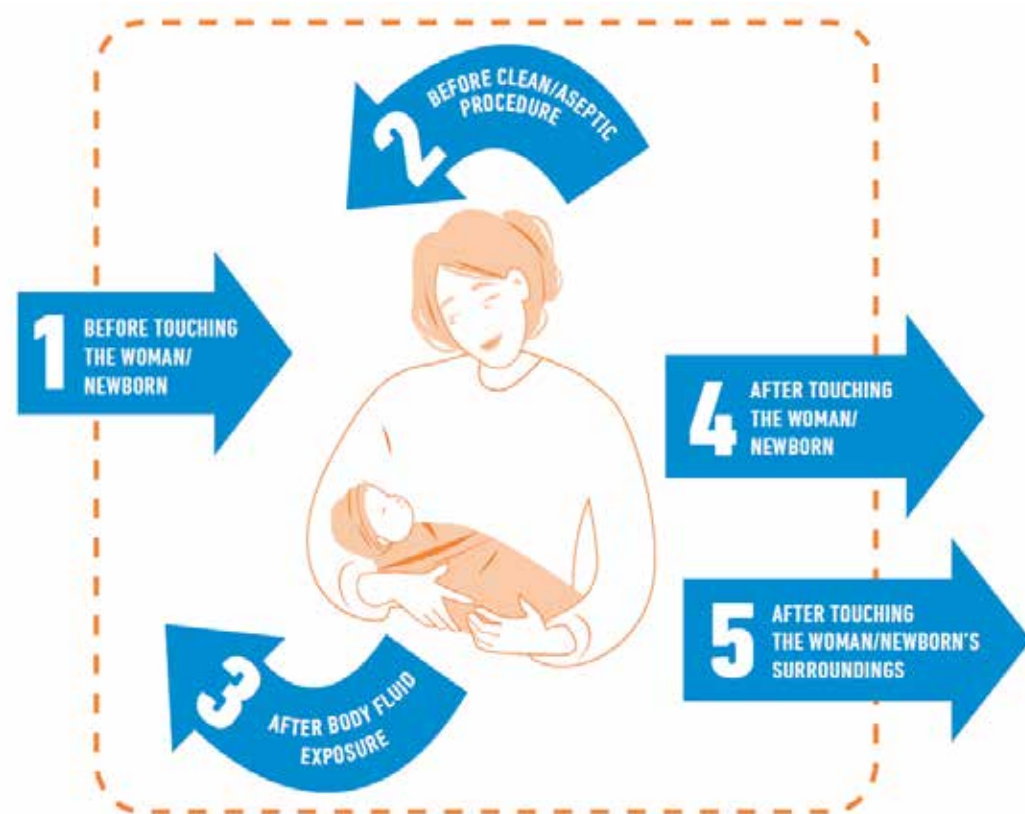 1
BEFORE TOUCHING
THE WOMAN/
NEWBORN
2
BEFORE CLEAN/ASEPTIC
PROCEDURE
3
AFTER BODY FLUID
EXPOSURE
4
AFTER TOUCHING
THE WOMAN/
NEWBORN
5
AFTER TOUCHING
THE WOMAN/NEWBORN'S
SURROUNDINGS